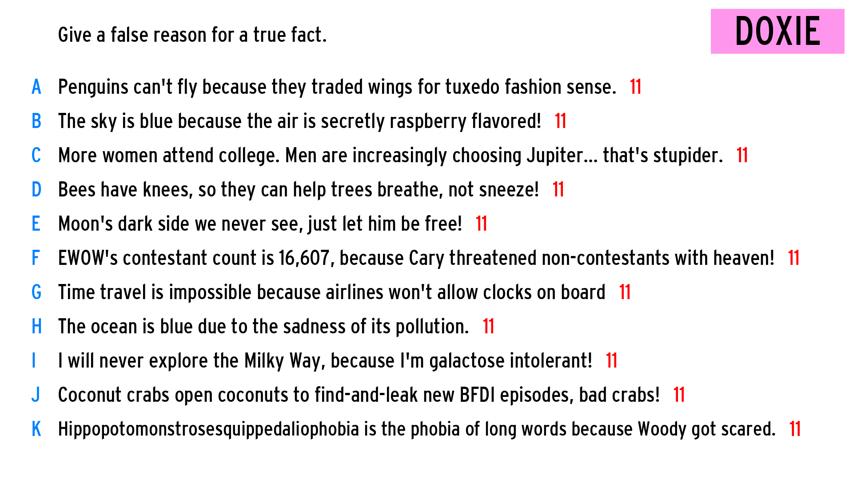 Give a false reason for a true fact.
DOXIE
A Penguins can't fly because they traded wings for tuxedo fashion sense. 11
B The sky is blue because the air is secretly raspberry flavored! 11
C More women attend college. Men are increasingly choosing Jupiter... that's stupider. 11
D Bees have knees, so they can help trees breathe, not sneeze! 11
E Moon's dark side we never see, just let him be free! 11
F EWOW's contestant count is 16,607, because Cary threatened non-contestants with heaven! 11
G Time travel is impossible because airlines won't allow clocks on board 11
H The ocean is blue due to the sadness of its pollution. 11
I I will never explore the Milky Way, because I'm galactose intolerant! 11
J Coconut crabs open coconuts to find-and-leak new BFDI episodes, bad crabs! 11
K Hippopotomonstrosesquippedaliophobia is the phobia of long words because Woody got scared. 11